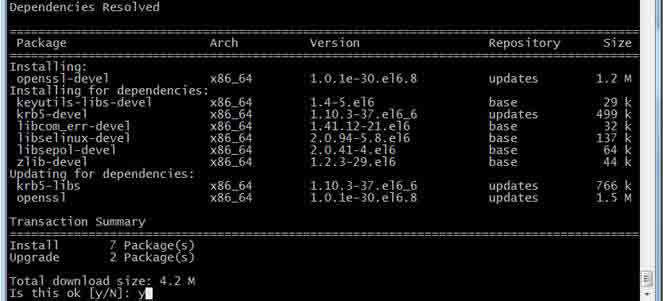 Dependencies Resolved
================================================================================
Package Arch Version Repository Size
================================================================================
Installing:
openssl-devel x86_64 1.0.1e-30.el6.8 updates 1.2 M
Installing for dependencies:
keyutils-libs-devel x86_64 1.4-5.el6 base 29 k
krb5-devel x86_64 1.10.3-37.el6_6 updates 499 k
libcom_err-devel x86_64 1.41.12-21.el6 base 32 k
libselinux-devel x86_64 2.0.94-5.8.el6 base 137 k
libsepol-devel x86_64 2.0.41-4.el6 base 64 k
zlib-devel x86_64 1.2.3-29.el6 base 44 k
Updating for dependencies:
krb5-libs x86_64 1.10.3-37.el6_6 updates 766 k
openssl x86_64 1.0.1e-30.el6.8 updates 1.5 M
Transaction Summary
================================================================================
Install 7 Package(s)
Upgrade 2 Package(s)
Total download size: 4.2 M
Is this ok [y/N]: y